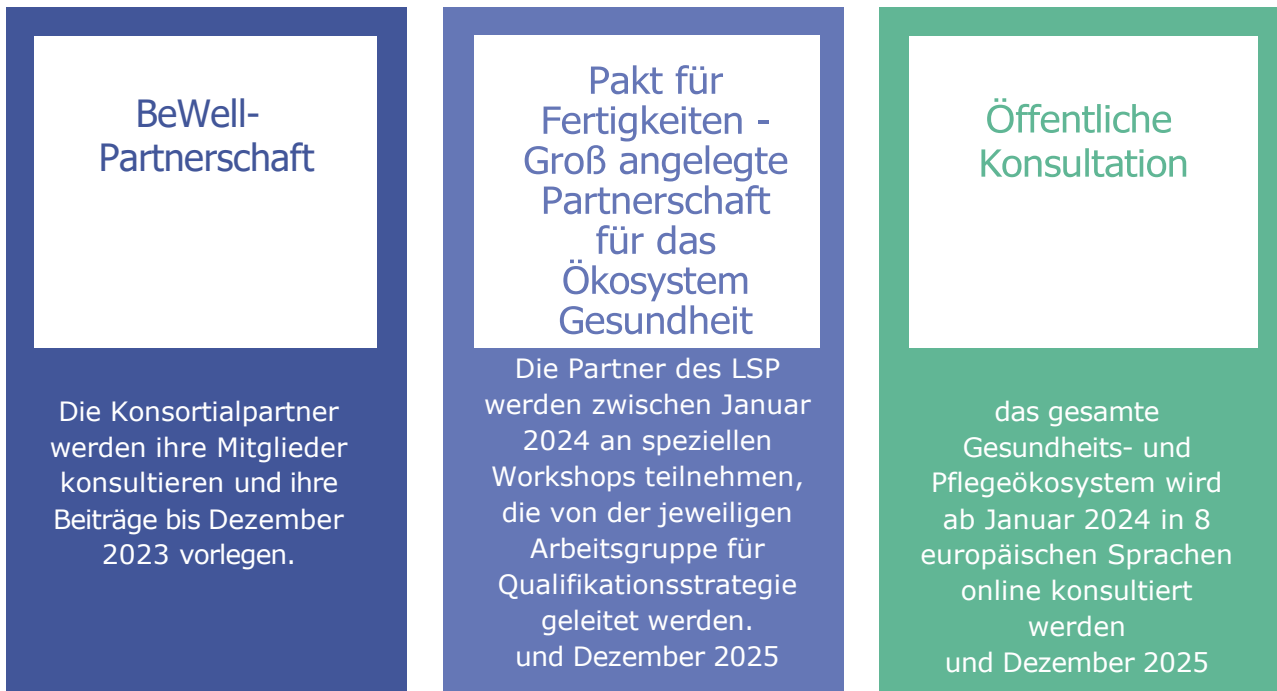 BeWell-
Partnerschaft
Die Konsortialpartner
werden ihre Mitglieder
konsultieren und ihre
Beiträge bis Dezember
2023 vorlegen.
Pakt für
Fertigkeiten -
Groß angelegte
Partnerschaft
für das
Ökosystem
Gesundheit
Die Partner des LSP
werden zwischen Januar
2024 an speziellen
Workshops teilnehmen,
die von der jeweiligen
Arbeitsgruppe für
Qualifikationsstrategie
geleitet werden.
und Dezember 2025
Öffentliche
Konsultation
das gesamte
Gesundheits- und
Pflegeökosystem wird
ab Januar 2024 in 8
europäischen Sprachen
online konsultiert
werden
und Dezember 2025